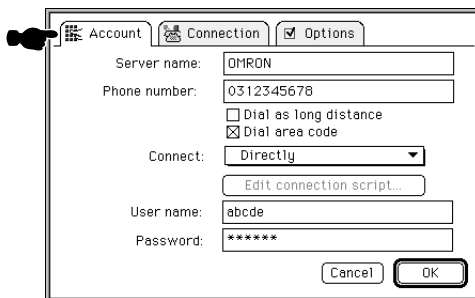 Account Connection Options
Server name: OMRON
Phone number: 0312345678
Dial as long distance
Dial area code
Connect: Directly
Edit connection script...
User name: abcde
Password: ******
Cancel OK